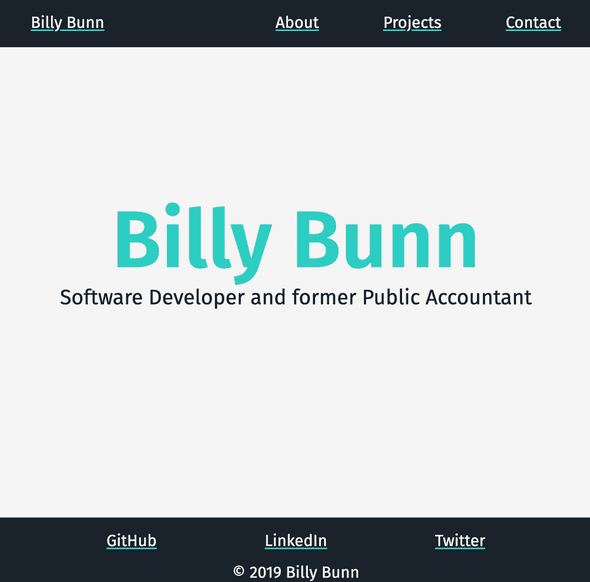 Billy Bunn About Projects Contact
Billy Bunn
Software Developer and former Public Accountant
GitHub LinkedIn Twitter
© 2019 Billy Bunn